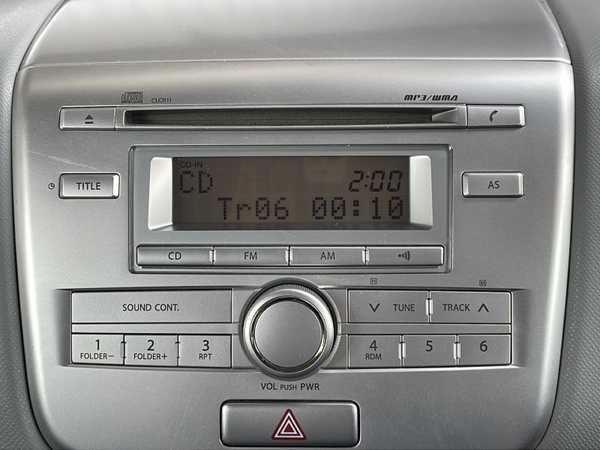 MP3/WMA
CD-IN
CD 2:00
Tr06 00:10
TITLE
AS
CD FM AM
SOUND CONT.
TUNE TRACK
1 2 3 4 5 6
FOLDER− FOLDER+ RPT RDM
VOL PUSH PWR